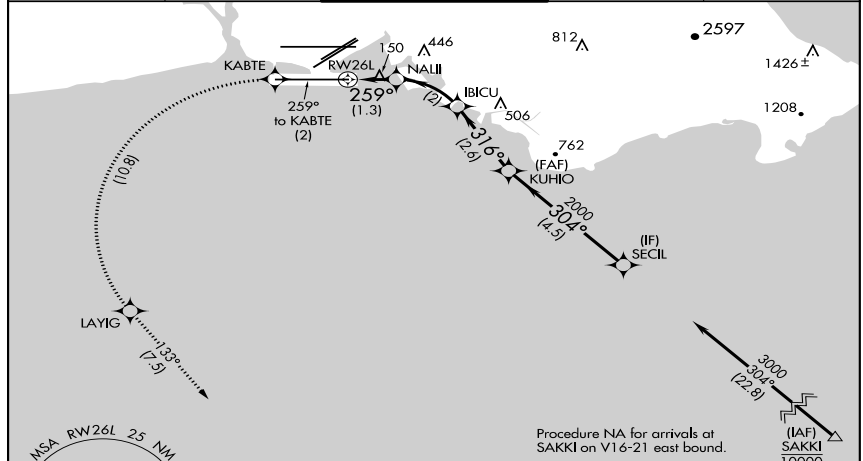 2597
812
446
1426±
150
KABTE
RW26L
NALII
259°
to KABTE
(2)
259°
(1.3)
(2)
IBICU
506
1208
316°
(2.6)
762
(FAF)
KUHIO
(10.8)
2000
304°
(4.5)
(IF)
SECIL
LAYIG
133°
(7.5)
3000
304°
(22.8)
MSA RW26L 25 NM
Procedure NA for arrivals at
SAKKI on V16-21 east bound.
(IAF)
SAKKI
10000